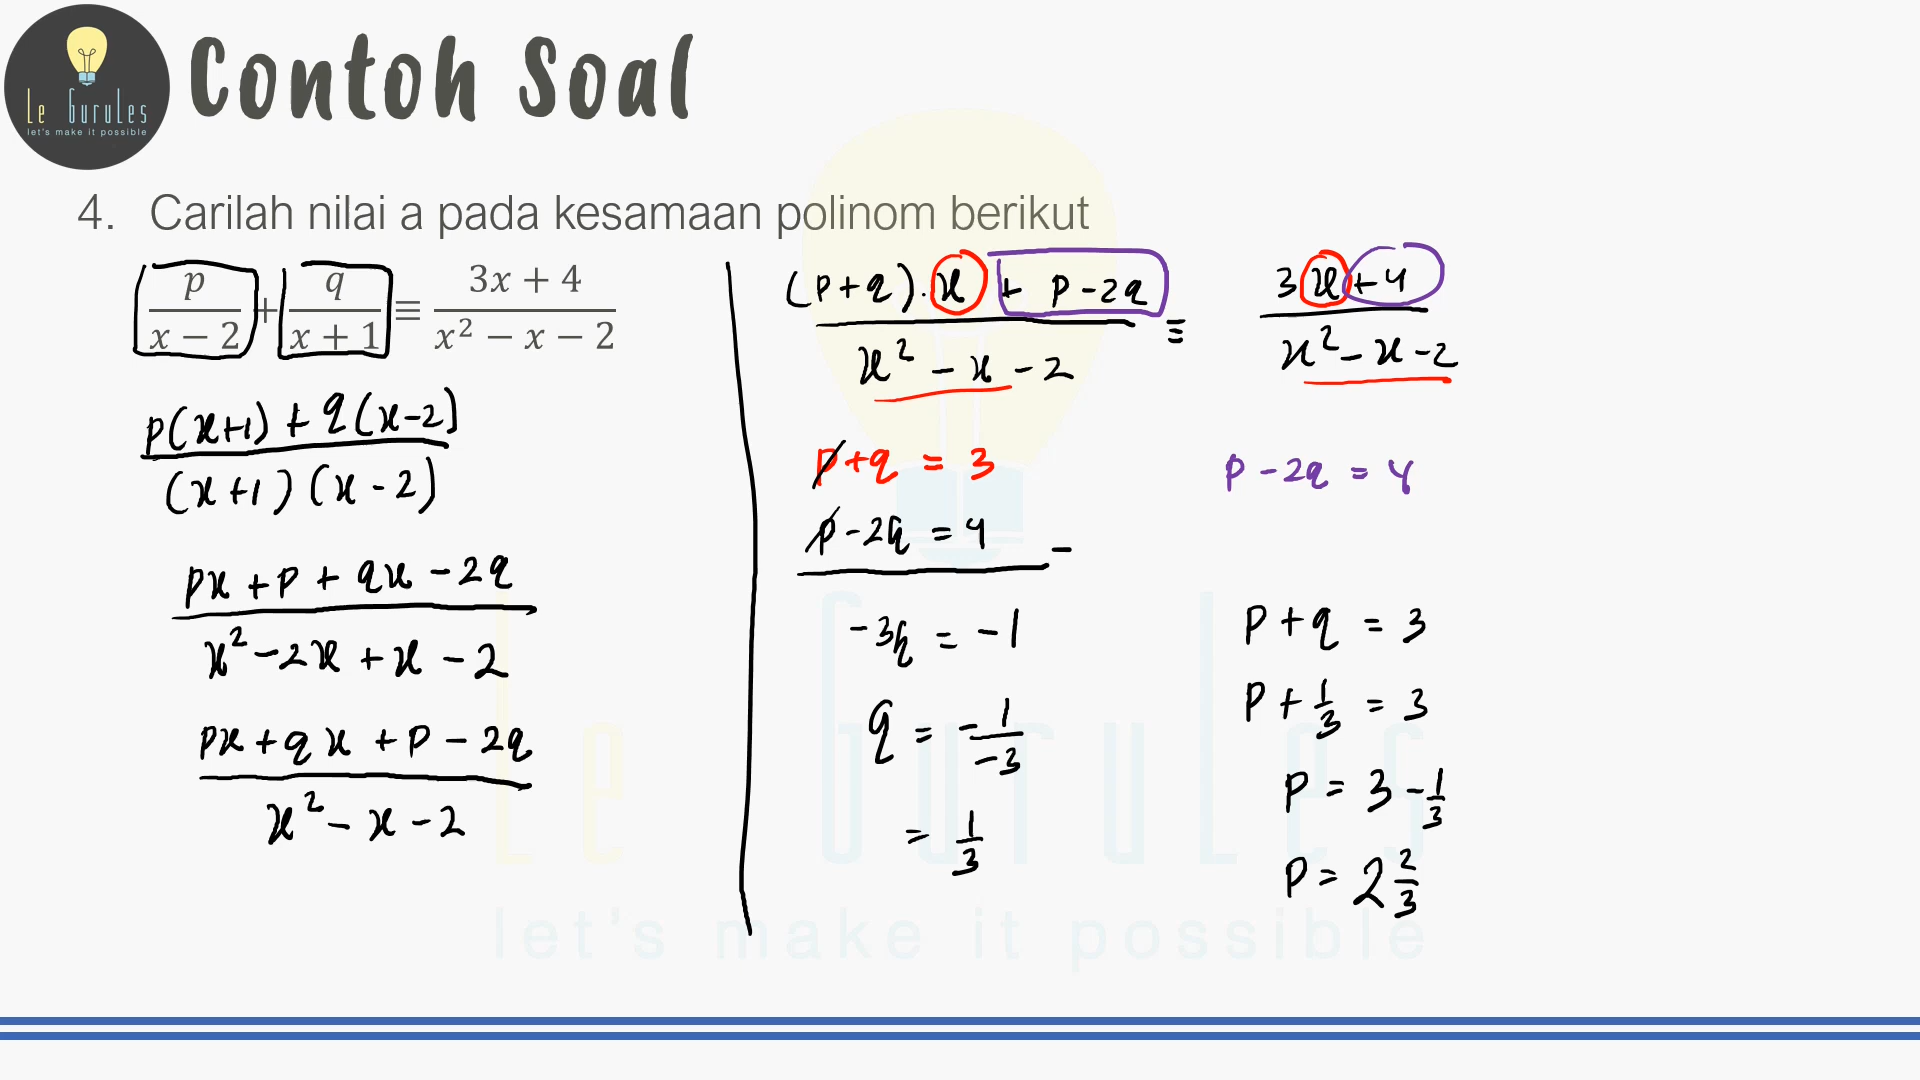 Le GuruLes
let's make it possible
Contoh Soal
4. Carilah nilai a pada kesamaan polinom berikut
p/(x − 2) + q/(x + 1) ≡ (3x + 4)/(x² − x − 2)
p(x+1) + q(x-2)
(x+1) (x-2)
px + p + qx - 2q
x² - 2x + x - 2
px + qx + p - 2q
x² - x - 2
(p+q).x + p-2q
x² - x - 2
≡
3x+4
x² - x - 2
p+q = 3
p-2q = 4 -
-3q = -1
q = -1/-3
= 1/3
p - 2q = 4
p + q = 3
p + 1/3 = 3
p = 3 - 1/3
p = 2 2/3
Le GuruLes
let's make it possible